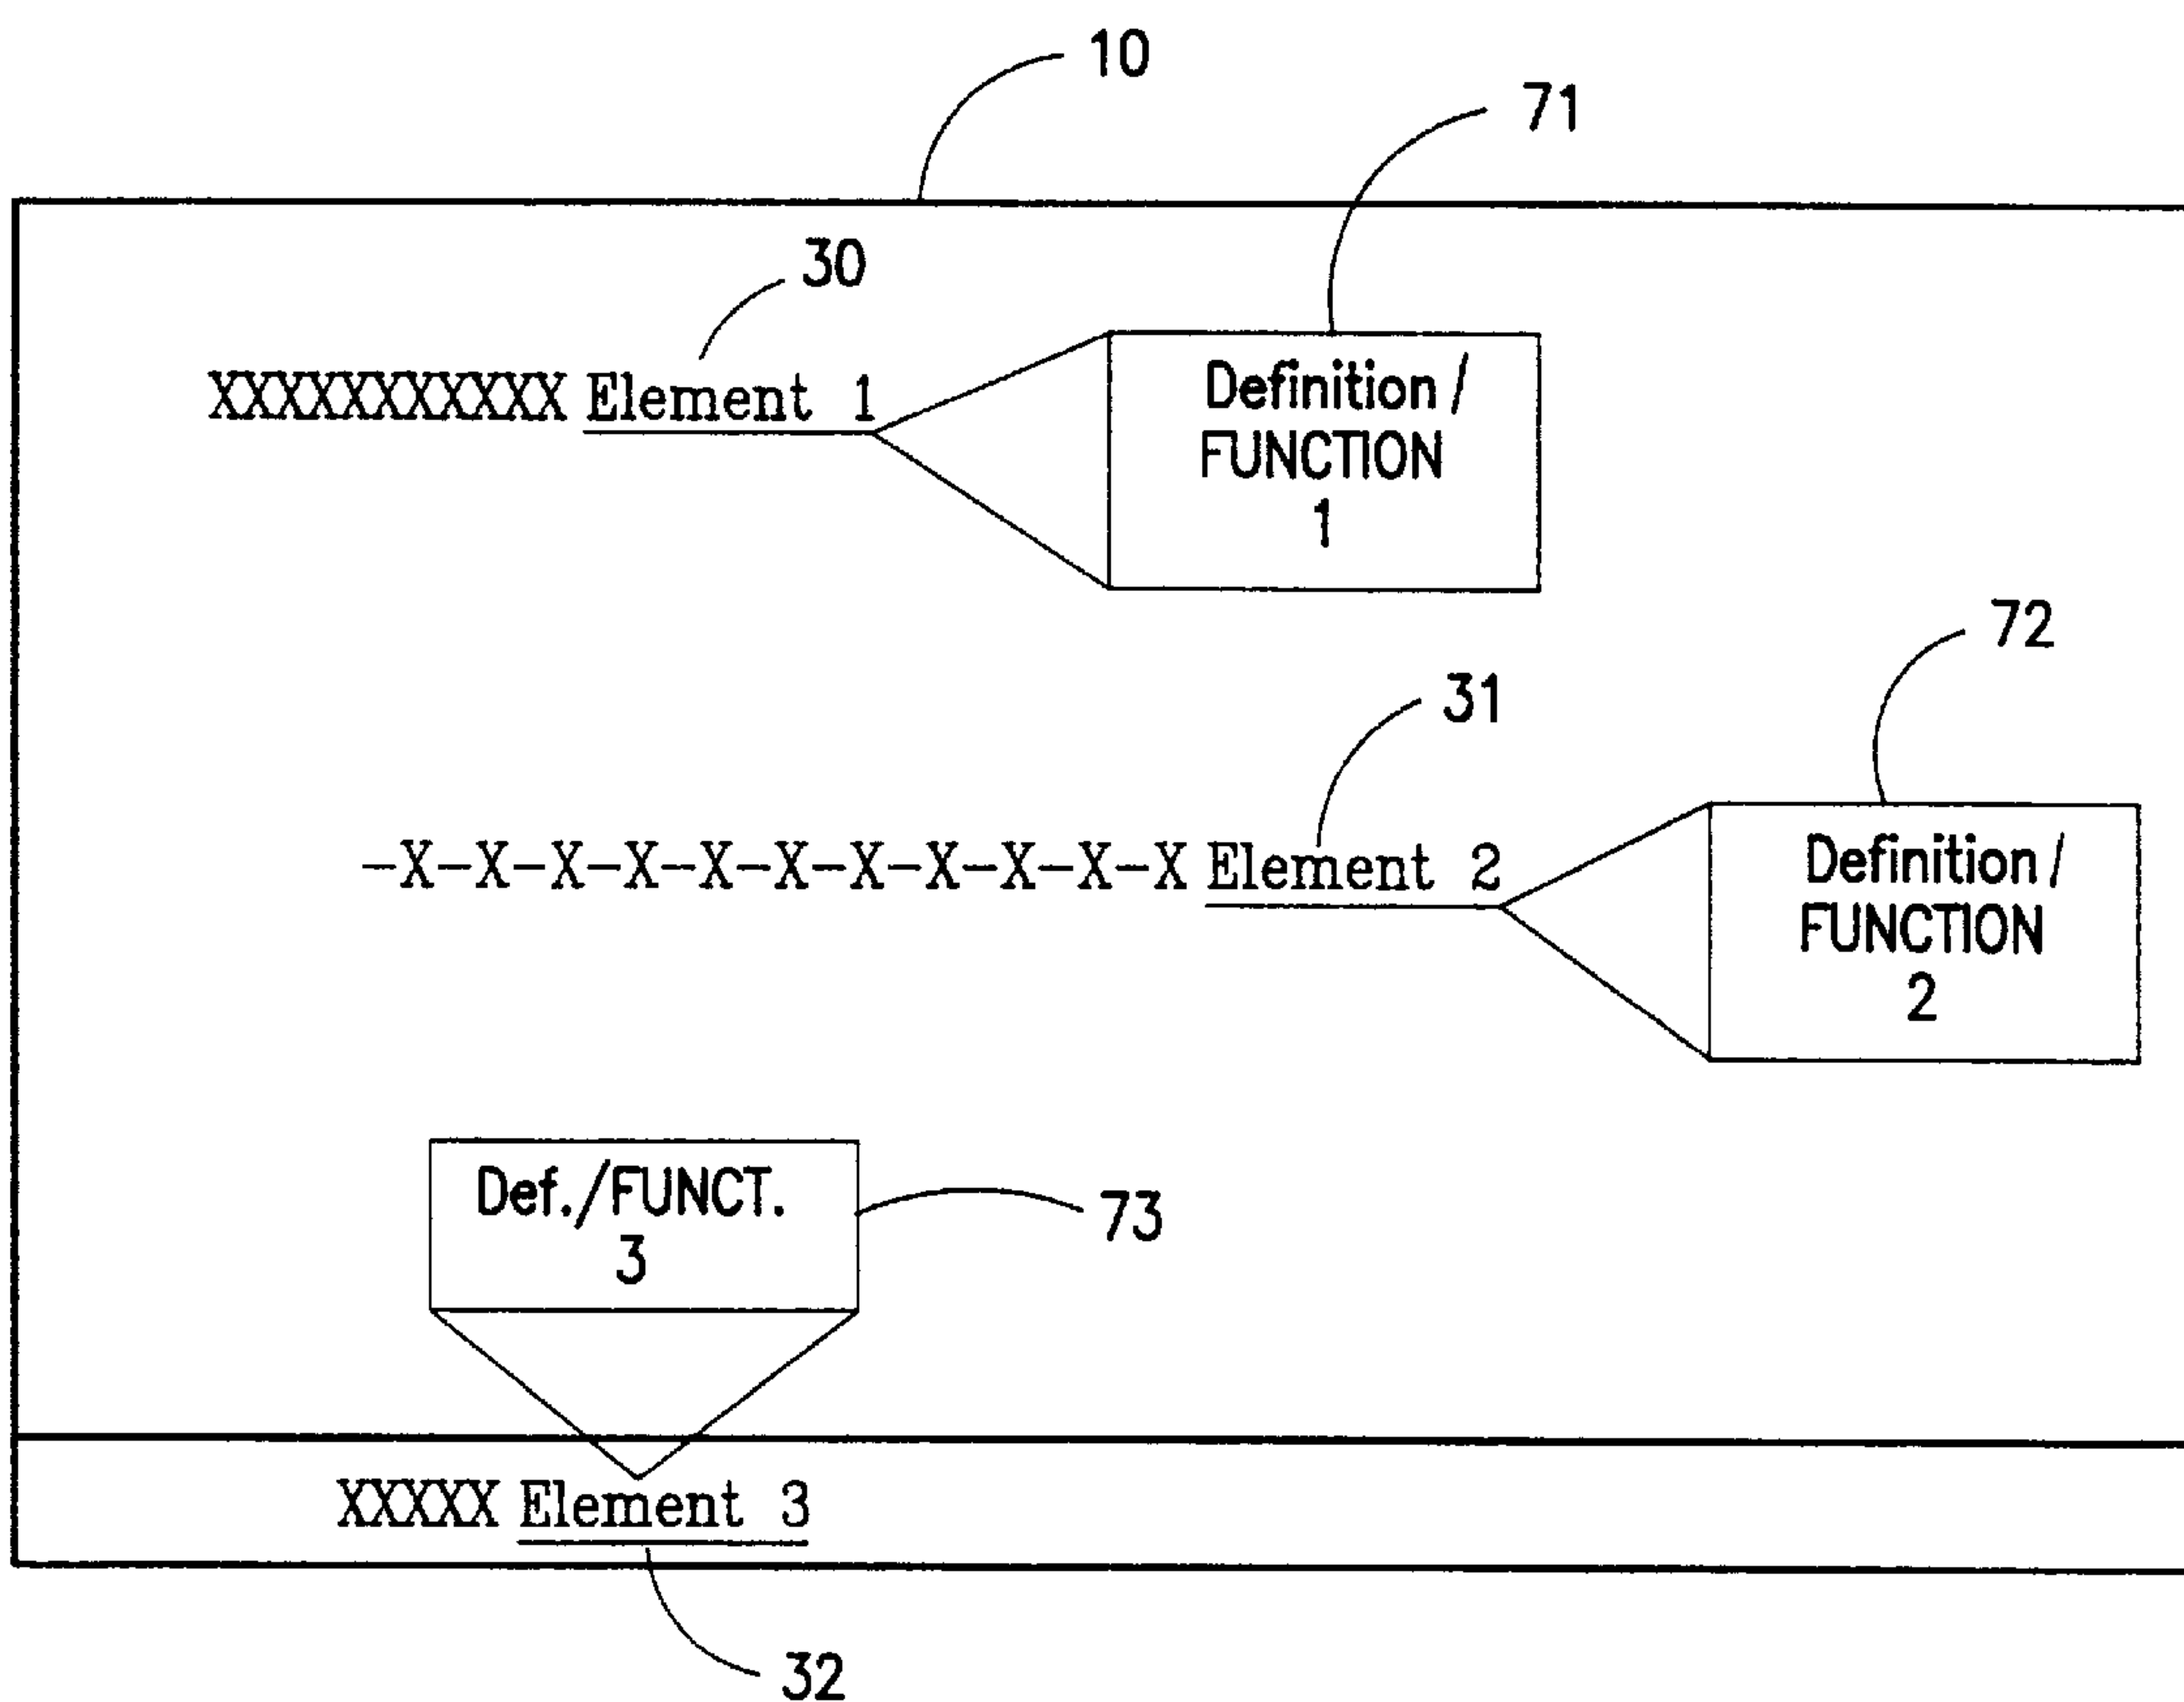 10
71
30
XXXXXXXXXXX Element 1
Definition/
FUNCTION
1
72
31
-X-X-X-X-X-X-X-X-X-X-X Element 2
Definition/
FUNCTION
2
Def./FUNCT.
3
73
XXXXX Element 3
32